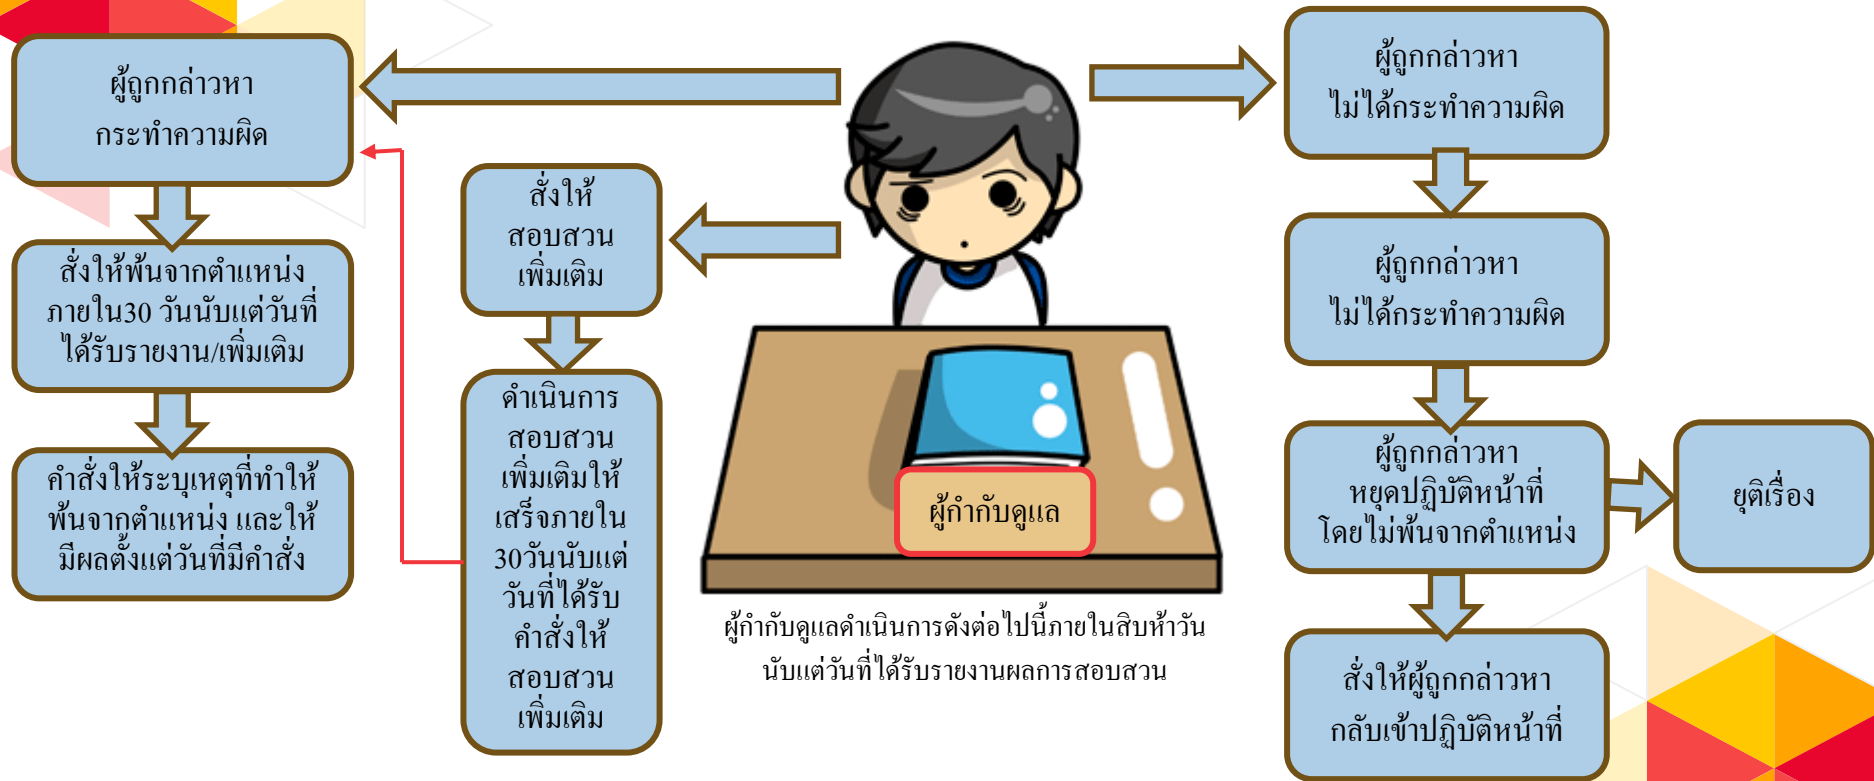 ผู้ถูกกล่าวหา
กระทำความผิด
สั่งให้พ้นจากตำแหน่ง
ภายใน30 วันนับแต่วันที่
ได้รับรายงาน/เพิ่มเติม
คำสั่งให้ระบุเหตุที่ทำให้
พ้นจากตำแหน่ง และให้
มีผลตั้งแต่วันที่มีคำสั่ง
สั่งให้
สอบสวน
เพิ่มเติม
ดำเนินการ
สอบสวน
เพิ่มเติมให้
เสร็จภายใน
30วันนับแต่
วันที่ได้รับ
คำสั่งให้
สอบสวน
เพิ่มเติม
ผู้กำกับดูแล
ผู้กำกับดูแลดำเนินการดังต่อไปนี้ภายในสิบห้าวัน
นับแต่วันที่ได้รับรายงานผลการสอบสวน
ผู้ถูกกล่าวหา
ไม่ได้กระทำความผิด
ผู้ถูกกล่าวหา
ไม่ได้กระทำความผิด
ผู้ถูกกล่าวหา
หยุดปฏิบัติหน้าที่
โดยไม่พ้นจากตำแหน่ง
ยุติเรื่อง
สั่งให้ผู้ถูกกล่าวหา
กลับเข้าปฏิบัติหน้าที่